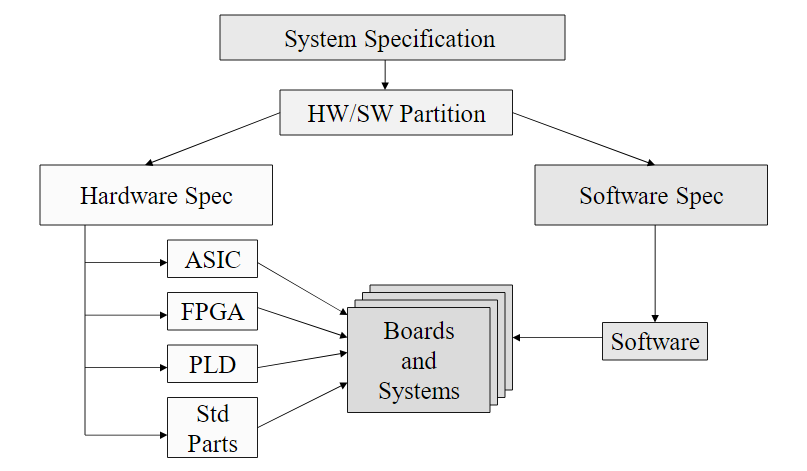 System Specification
HW/SW Partition
Hardware Spec
Software Spec
ASIC
FPGA
PLD
Std
Parts
Boards
and
Systems
Software